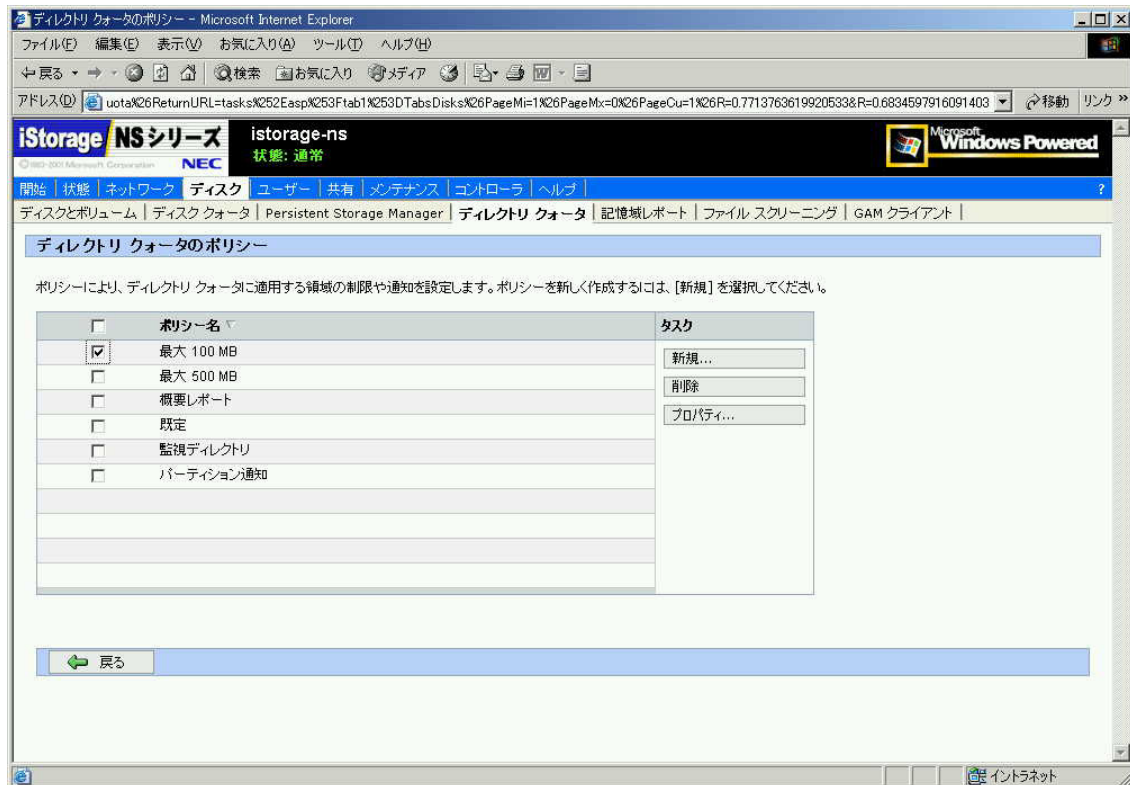 ディレクトリ クォータのポリシー - Microsoft Internet Explorer
ファイル(F) 編集(E) 表示(V) お気に入り(A) ツール(T) ヘルプ(H)
戻る 検索 お気に入り メディア
アドレス(D) uota%26ReturnURL=tasks%252Easp%253Ftab1%253DTabsDisks%26PageMi=1%26PageMx=0%26PageCu=1%26R=0.7713763619920533&R=0.6834597916091403 移動 リンク »
iStorage NSシリーズ
NEC
istorage-ns
状態: 通常
Microsoft
Windows Powered
開始 | 状態 | ネットワーク | ディスク | ユーザー | 共有 | メンテナンス | コントローラ | ヘルプ | ?
ディスクとボリューム | ディスク クォータ | Persistent Storage Manager | ディレクトリ クォータ | 記憶域レポート | ファイル スクリーニング | GAM クライアント |
ディレクトリ クォータのポリシー
ポリシーにより、ディレクトリ クォータに適用する領域の制限や通知を設定します。ポリシーを新しく作成するには、[新規] を選択してください。
ポリシー名 タスク
最大 100 MB
新規...
最大 500 MB
削除
概要レポート
プロパティ...
既定
監視ディレクトリ
パーティション通知
戻る
イントラネット